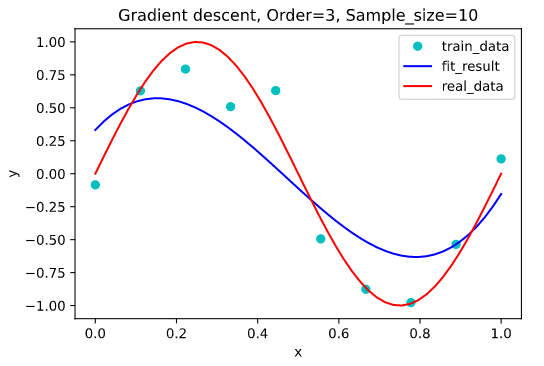 Gradient descent, Order=3, Sample_size=10
train_data
fit_result
real_data
1.00
0.75
0.50
0.25
0.00
−0.25
−0.50
−0.75
−1.00
y
0.0 0.2 0.4 0.6 0.8 1.0
x